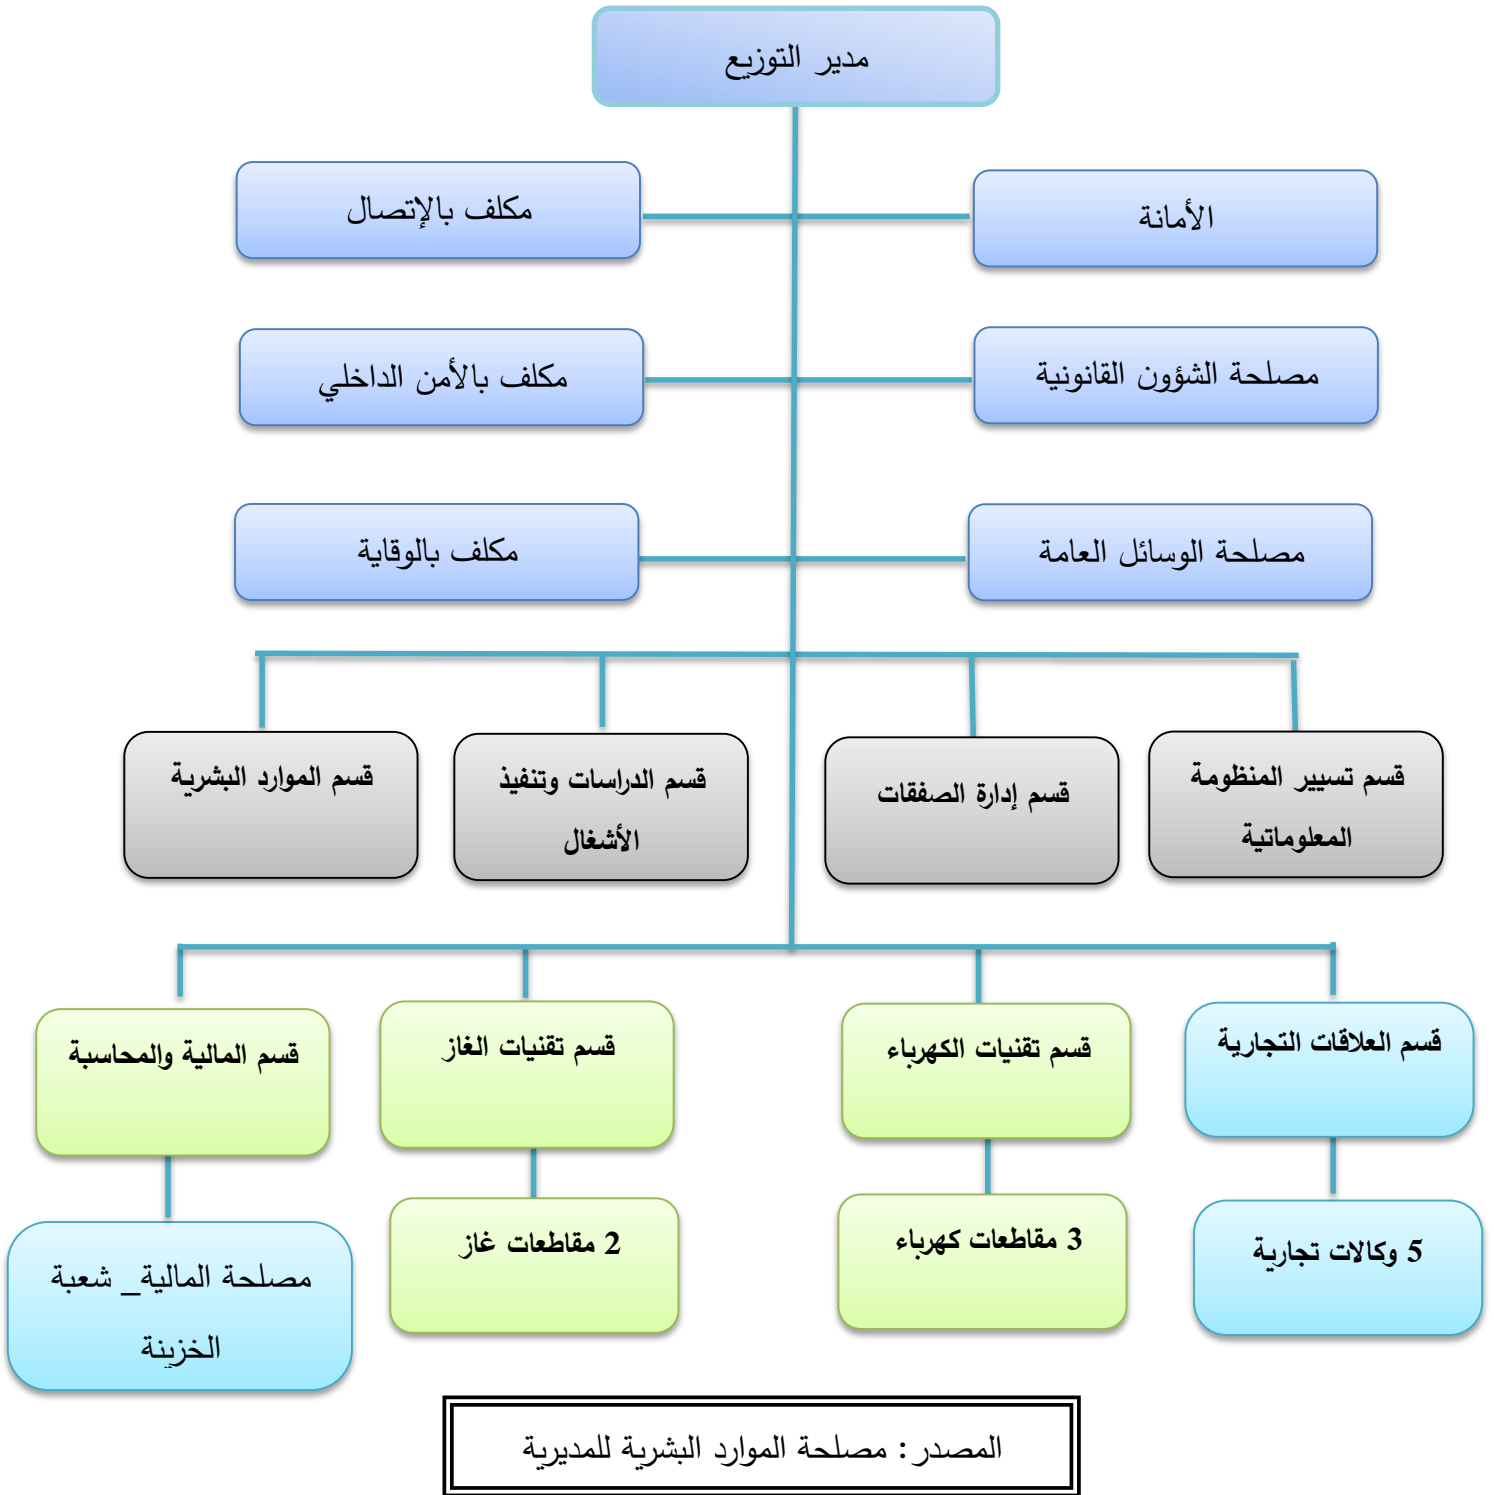 مدير التوزيع
الأمانة
مكلف بالإتصال
مصلحة الشؤون القانونية
مكلف بالأمن الداخلي
مصلحة الوسائل العامة
مكلف بالوقاية
قسم تسيير المنظومة
المعلوماتية
قسم إدارة الصفقات
قسم الدراسات وتنفيذ
الأشغال
قسم الموارد البشرية
قسم العلاقات التجارية
قسم تقنيات الكهرباء
قسم تقنيات الغاز
قسم المالية والمحاسبة
5 وكالات تجارية
3 مقاطعات كهرباء
2 مقاطعات غاز
مصلحة المالية_ شعبة
الخزينة
المصدر: مصلحة الموارد البشرية للمديرية